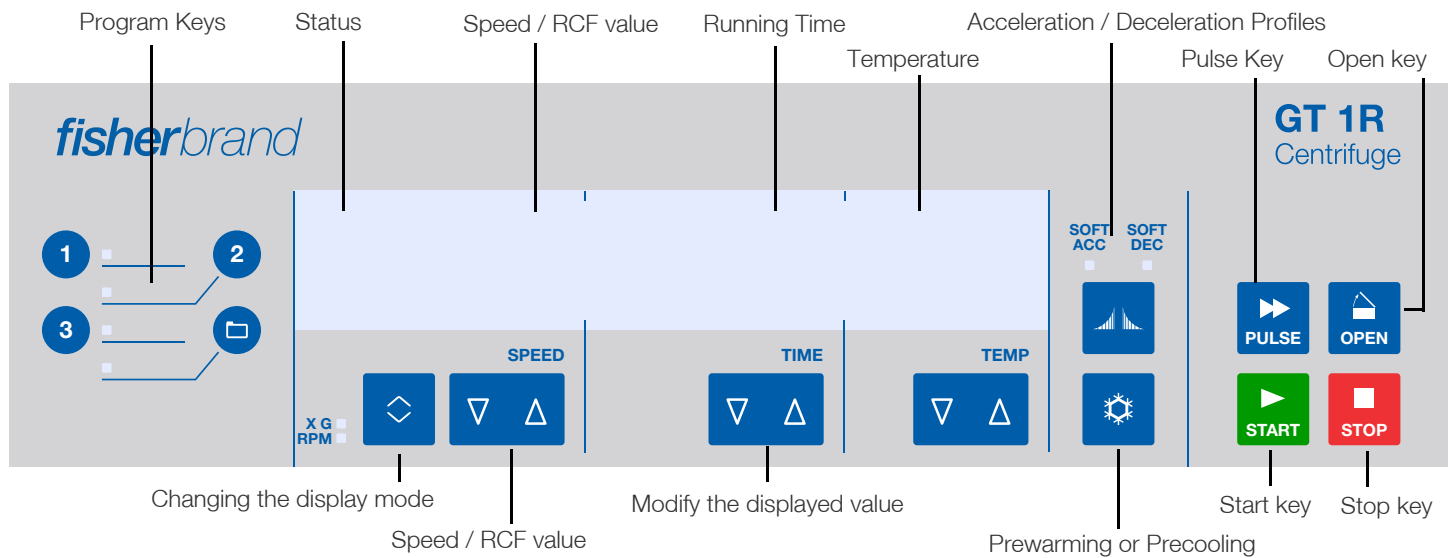 Program Keys
Status
Speed / RCF value
Running Time
Acceleration / Deceleration Profiles
Temperature
Pulse Key
Open key
fisherbrand
GT 1R
Centrifuge
1
2
3
SOFT ACC
SOFT DEC
PULSE
OPEN
SPEED
TIME
TEMP
X G
RPM
START
STOP
Changing the display mode
Speed / RCF value
Modify the displayed value
Prewarming or Precooling
Start key
Stop key